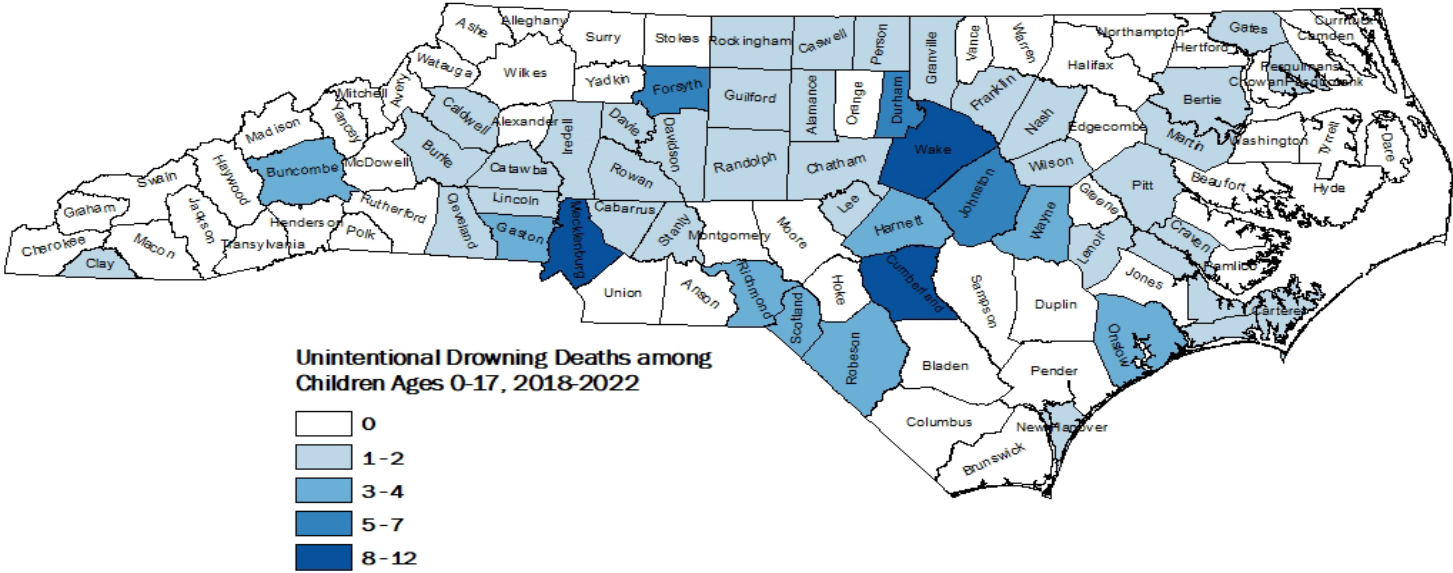 Ashe
Alleghany
Surry
Stokes
Rockingham
Caswell
Person
Granville
Vance
Warren
Northampton
Hertford
Gates
Currituck
Camden
Watauga
Wilkes
Yadkin
Forsyth
Guilford
Alamance
Orange
Durham
Franklin
Halifax
Bertie
Perquimans
Chowan
Mitchell
Avery
Yancey
Madison
Caldwell
Alexander
Iredell
Davie
Davidson
Randolph
Chatham
Wake
Nash
Edgecombe
Martin
Washington
Tyrrell
Dare
Swain
Haywood
Buncombe
McDowell
Burke
Catawba
Rowan
Wilson
Pitt
Beaufort
Hyde
Graham
Jackson
Henderson
Rutherford
Cleveland
Lincoln
Gaston
Mecklenburg
Cabarrus
Stanly
Montgomery
Moore
Lee
Harnett
Johnston
Wayne
Greene
Lenoir
Craven
Pamlico
Cherokee
Clay
Macon
Transylvania
Polk
Union
Anson
Richmond
Scotland
Hoke
Cumberland
Sampson
Duplin
Jones
Carteret
Onslow
Robeson
Bladen
Pender
Columbus
New Hanover
Brunswick
Unintentional Drowning Deaths among
Children Ages 0-17, 2018-2022
0
1 - 2
3 - 4
5 - 7
8 - 12